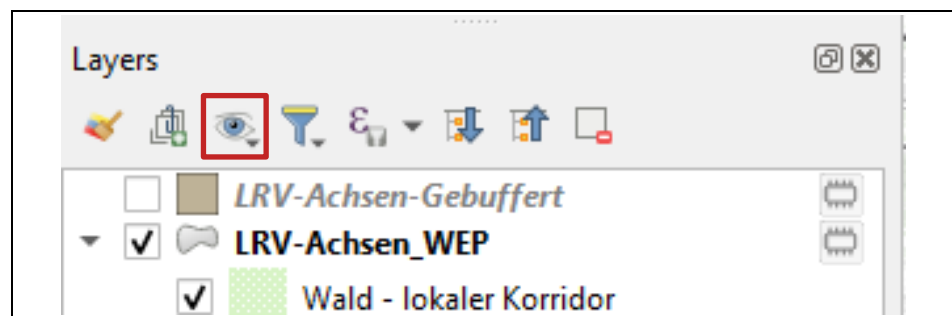 Layers
LRV-Achsen-Gebuffert
LRV-Achsen_WEP
Wald - lokaler Korridor